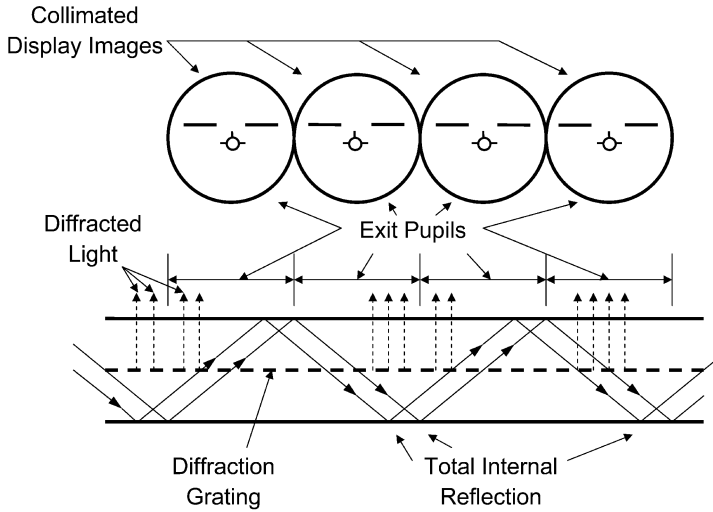 Collimated
Display Images
Diffracted
Light
Exit Pupils
Diffraction
Grating
Total Internal
Reflection